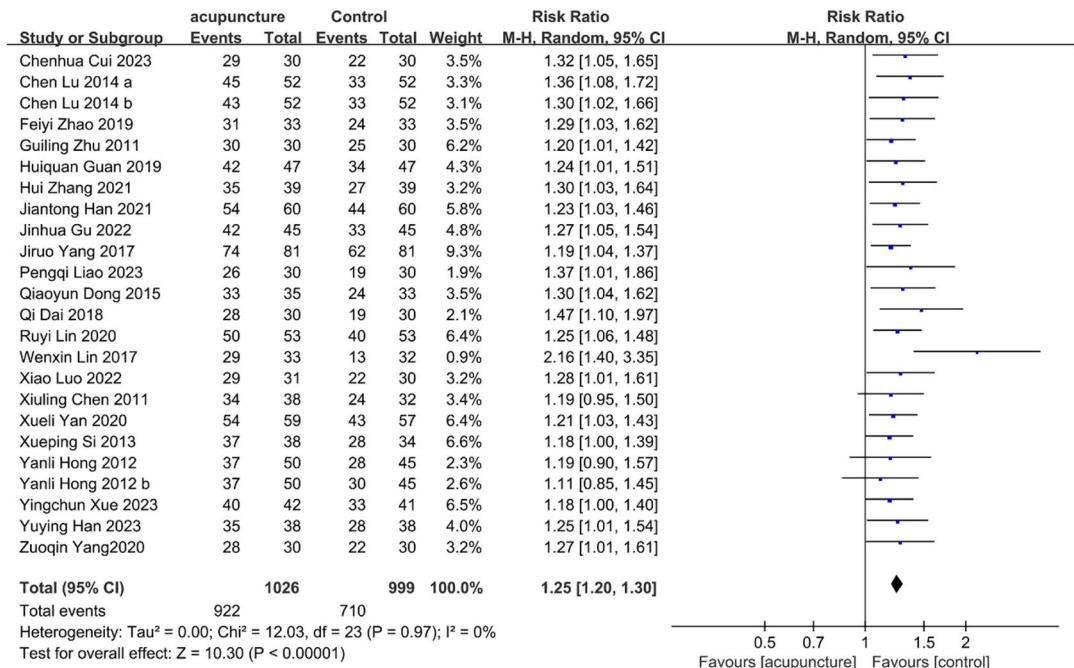 acupuncture Control Risk Ratio Risk Ratio
Study or Subgroup Events Total Events Total Weight M-H, Random, 95% CI M-H, Random, 95% CI
Chenhua Cui 2023 29 30 22 30 3.5% 1.32 [1.05, 1.65]
Chen Lu 2014 a 45 52 33 52 3.3% 1.36 [1.08, 1.72]
Chen Lu 2014 b 43 52 33 52 3.1% 1.30 [1.02, 1.66]
Feiyi Zhao 2019 31 33 24 33 3.5% 1.29 [1.03, 1.62]
Guiling Zhu 2011 30 30 25 30 6.2% 1.20 [1.01, 1.42]
Huiquan Guan 2019 42 47 34 47 4.3% 1.24 [1.01, 1.51]
Hui Zhang 2021 35 39 27 39 3.2% 1.30 [1.03, 1.64]
Jiantong Han 2021 54 60 44 60 5.8% 1.23 [1.03, 1.46]
Jinhua Gu 2022 42 45 33 45 4.8% 1.27 [1.05, 1.54]
Jiruo Yang 2017 74 81 62 81 9.3% 1.19 [1.04, 1.37]
Pengqi Liao 2023 26 30 19 30 1.9% 1.37 [1.01, 1.86]
Qiaoyun Dong 2015 33 35 24 33 3.5% 1.30 [1.04, 1.62]
Qi Dai 2018 28 30 19 30 2.1% 1.47 [1.10, 1.97]
Ruyi Lin 2020 50 53 40 53 6.4% 1.25 [1.06, 1.48]
Wenxin Lin 2017 29 33 13 32 0.9% 2.16 [1.40, 3.35]
Xiao Luo 2022 29 31 22 30 3.2% 1.28 [1.01, 1.61]
Xiuling Chen 2011 34 38 24 32 3.4% 1.19 [0.95, 1.50]
Xueli Yan 2020 54 59 43 57 6.4% 1.21 [1.03, 1.43]
Xueping Si 2013 37 38 28 34 6.4% 1.18 [1.00, 1.39]
Yanli Hong 2012 37 50 28 45 2.3% 1.19 [0.90, 1.57]
Yanli Hong 2012 b 37 50 30 45 2.5% 1.11 [0.85, 1.45]
Yingchun Xue 2023 40 42 33 41 6.5% 1.18 [1.00, 1.40]
Yuying Han 2023 35 38 28 38 4.0% 1.25 [1.01, 1.54]
Zuoqin Yang2020 28 30 22 30 3.2% 1.27 [1.01, 1.61]
Total (95% CI) 1026 999 100.0% 1.25 [1.20, 1.30]
Total events 922 710
Heterogeneity: Tau² = 0.00; Chi² = 12.03, df = 23 (P = 0.97); I² = 0%
Test for overall effect: Z = 10.30 (P < 0.00001)
0.5 0.7 1 1.5 2
Favours [acupuncture] Favours [control]